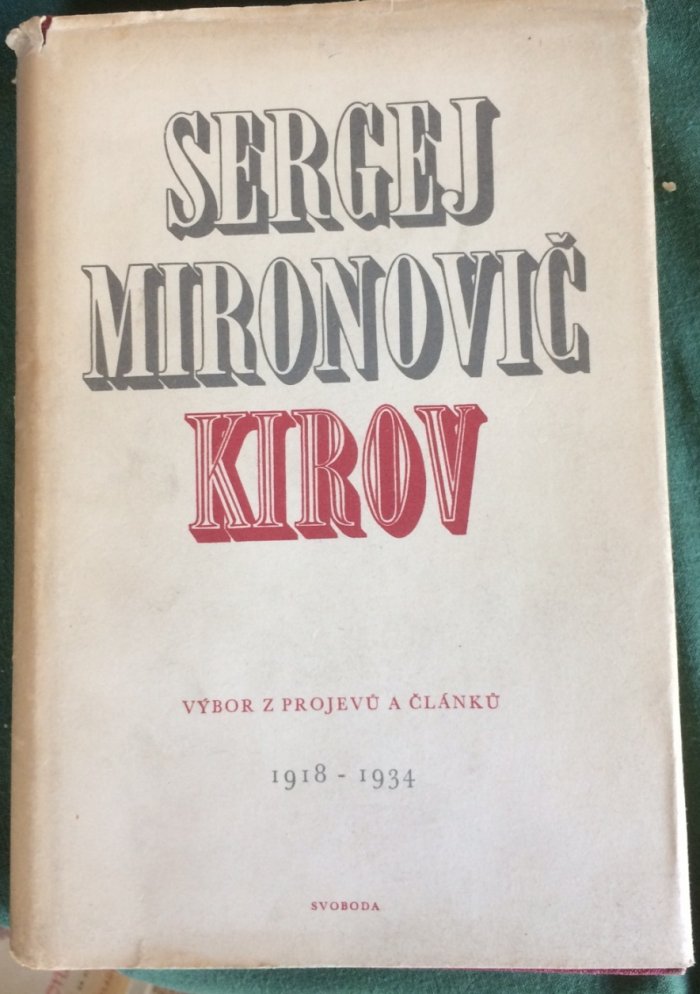 SERGEJ
MIRONOVIČ
KIROV
VÝBOR Z PROJEVŮ A ČLÁNKŮ
1918 - 1934
SVOBODA